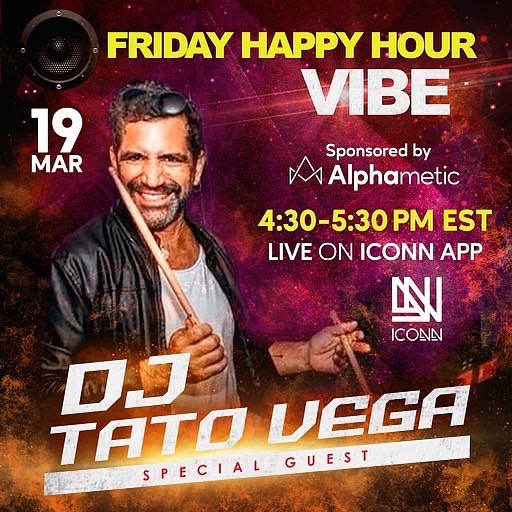 FRIDAY HAPPY HOUR
VIBE
19
MAR
Sponsored by
Alphametic
4:30-5:30 PM EST
LIVE ON ICONN APP
ICONN
DJ
TATO VEGA
SPECIAL GUEST